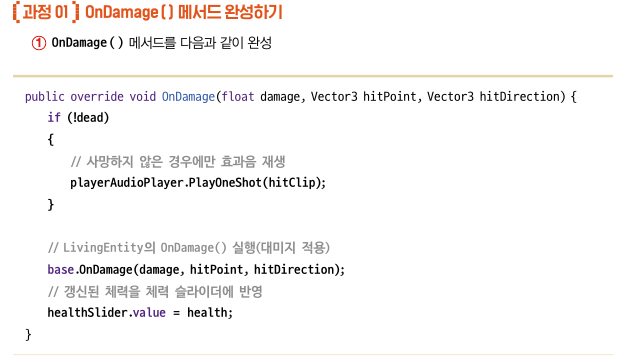 [과정 01] OnDamage() 메서드 완성하기
① OnDamage() 메서드를 다음과 같이 완성
public override void OnDamage(float damage, Vector3 hitPoint, Vector3 hitDirection) {
if (!dead)
{
// 사망하지 않은 경우에만 효과음 재생
playerAudioPlayer.PlayOneShot(hitClip);
}
// LivingEntity의 OnDamage() 실행(대미지 적용)
base.OnDamage(damage, hitPoint, hitDirection);
// 갱신된 체력을 체력 슬라이더에 반영
healthSlider.value = health;
}